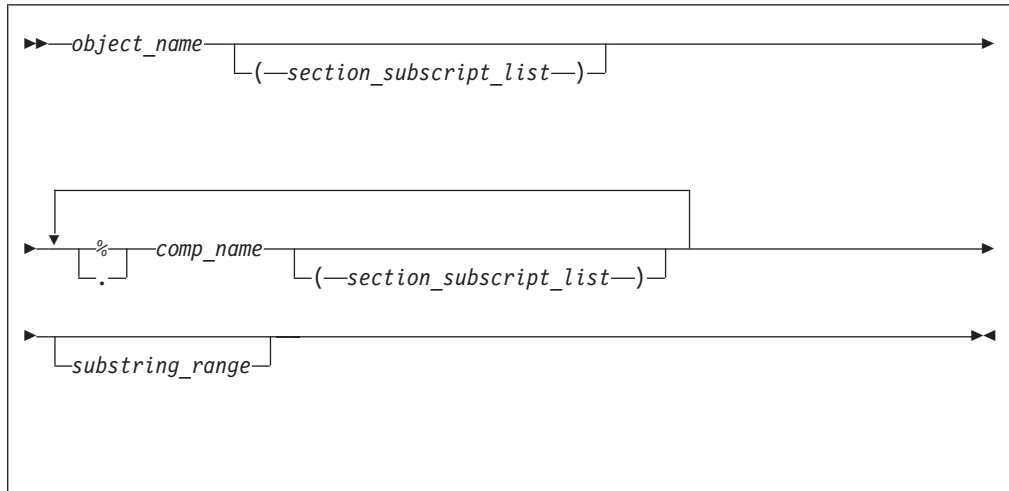 object_name
(section_subscript_list)
% comp_name
. (section_subscript_list)
substring_range